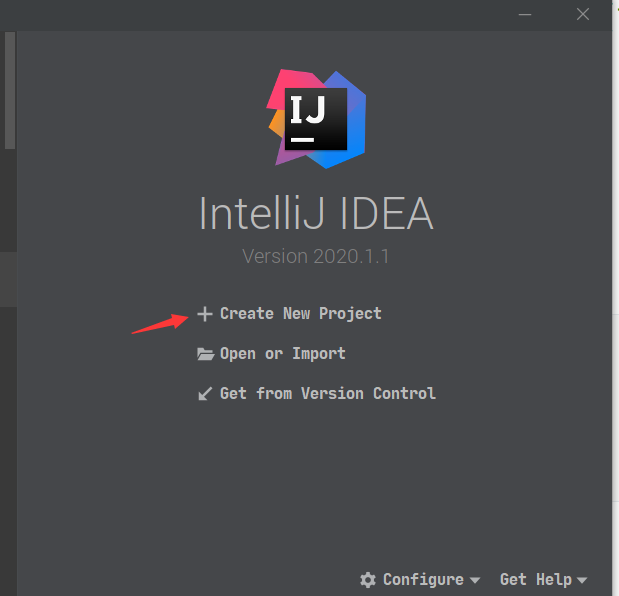 IJ
IntelliJ IDEA
Version 2020.1.1
Create New Project
Open or Import
Get from Version Control
Configure Get Help